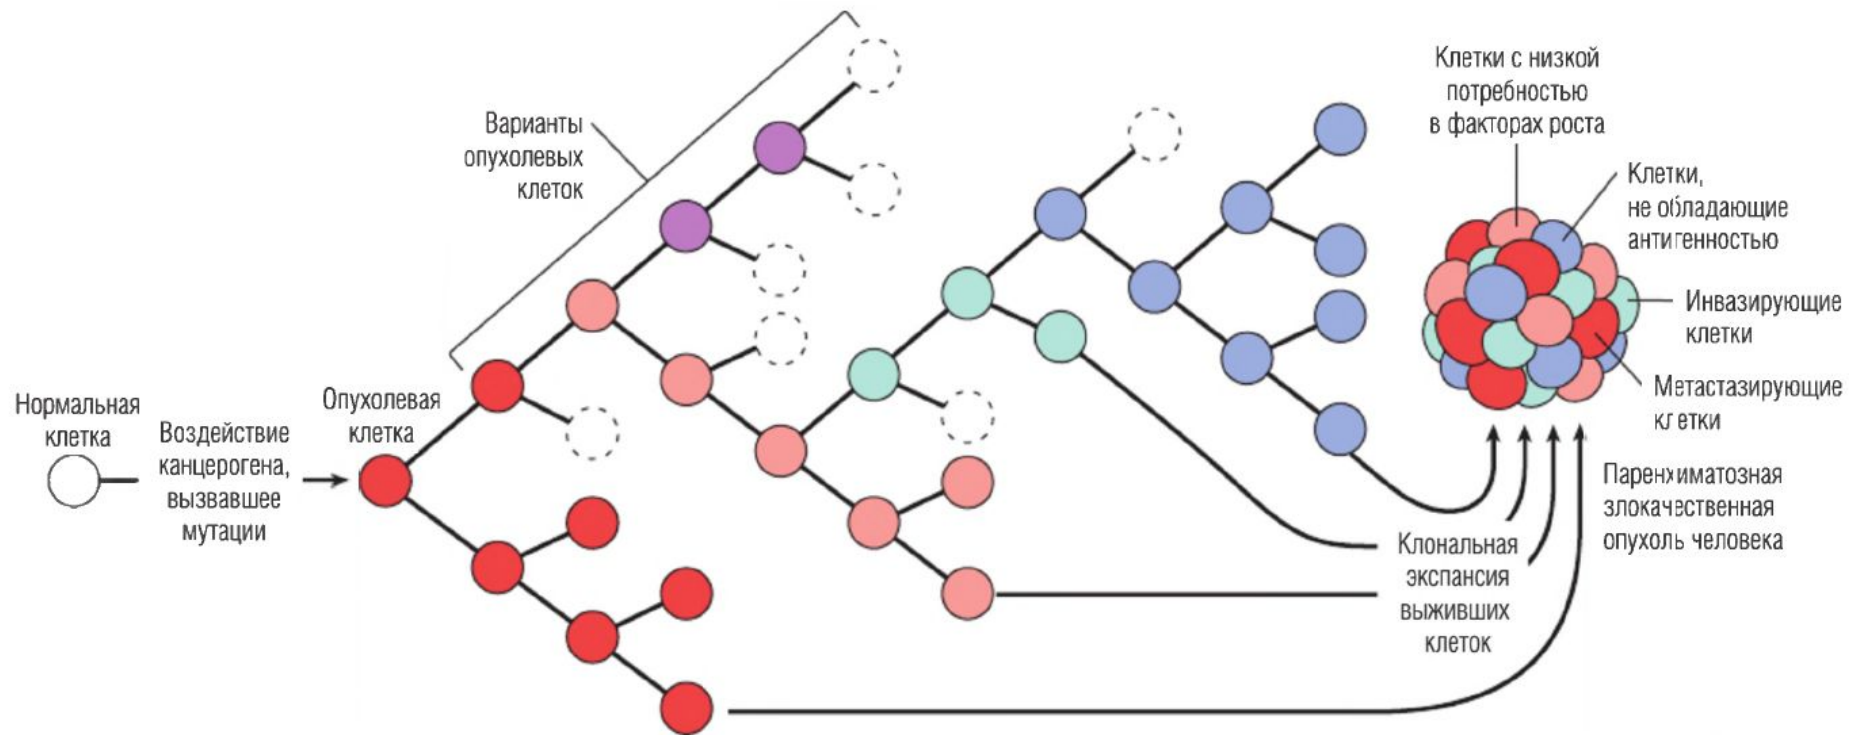 Нормальная
клетка
Воздействие
канцерогена,
вызвавшее
мутации
Опухолевая
клетка
Варианты
опухолевых
клеток
Клональная
экспансия
выживших
клеток
Клетки с низкой
потребностью
в факторах роста
Клетки,
не обладающие
антигенностью
Инвазирующие
клетки
Метастазирующие
клетки
Паренхиматозная
злокачественная
опухоль человека